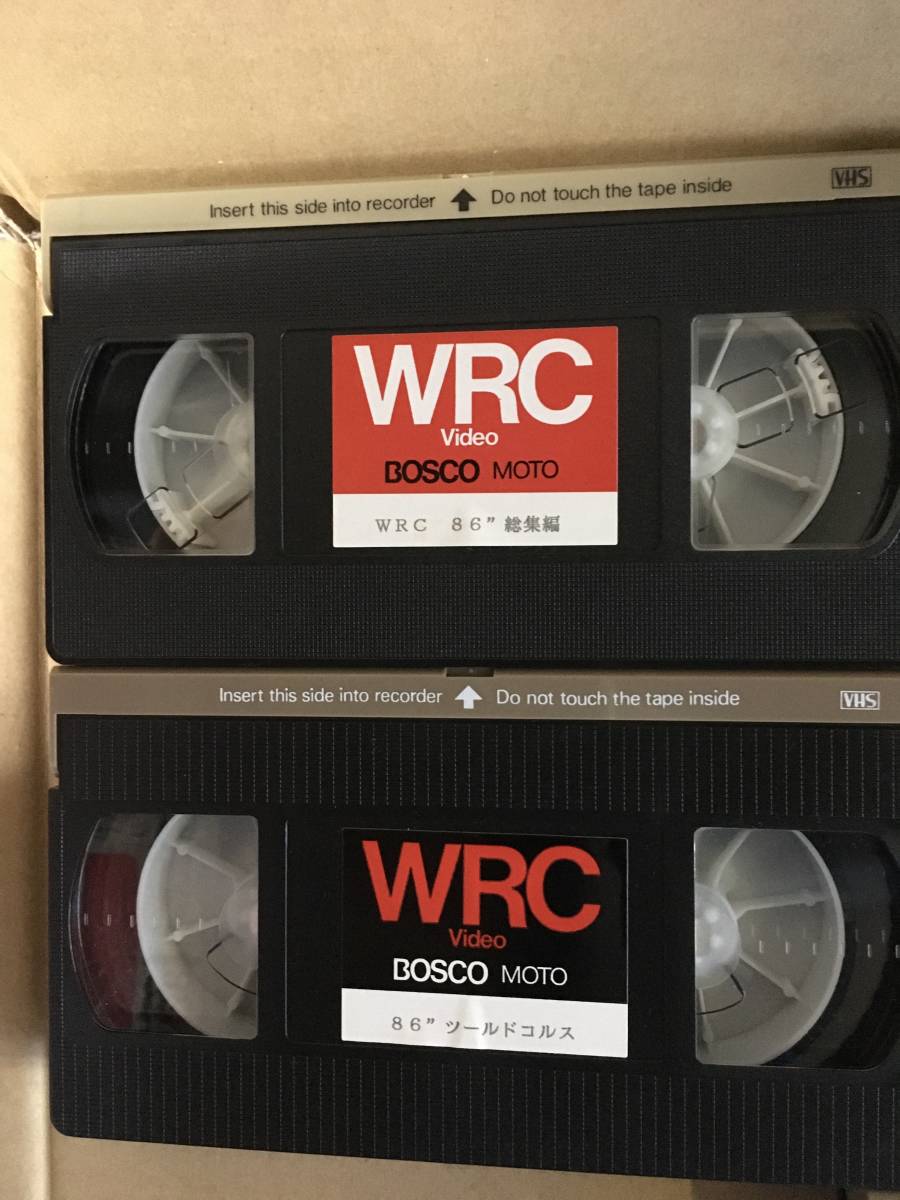 Insert this side into recorder Do not touch the tape inside VHS
WRC
Video
BOSCO MOTO
WRC 86” 総集編
Insert this side into recorder Do not touch the tape inside VHS
WRC
Video
BOSCO MOTO
86” ツールドコルス